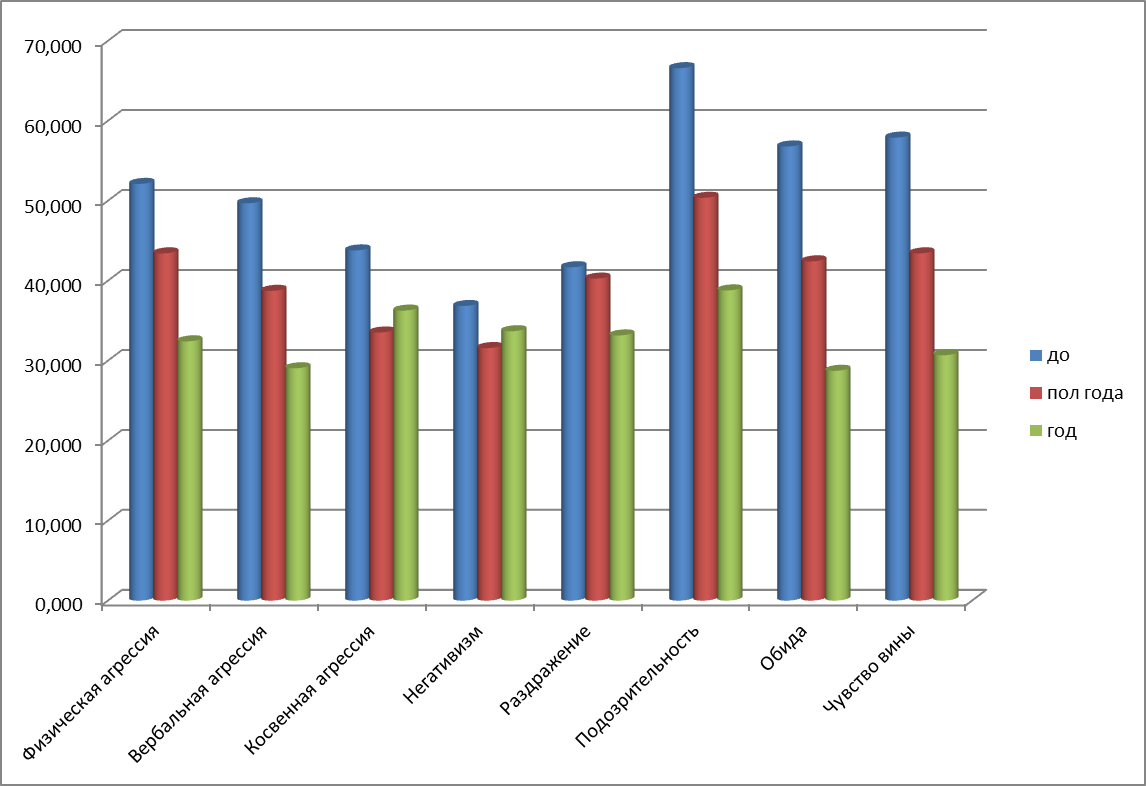 70,000
60,000
50,000
40,000
30,000
20,000
10,000
0,000
Физическая агрессия
Вербальная агрессия
Косвенная агрессия
Негативизм
Раздражение
Подозрительность
Обида
Чувство вины
до
пол года
год